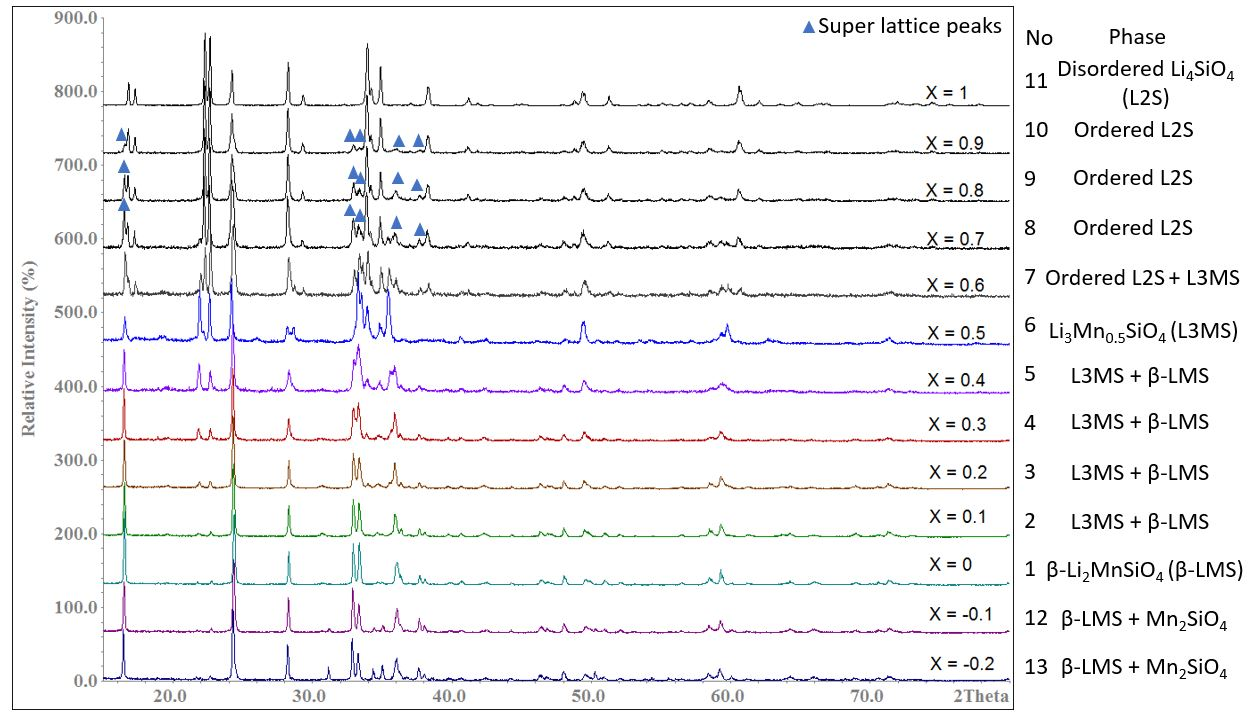 900.0
▲Super lattice peaks
No Phase
800.0
X = 1
11 Disordered Li₄SiO₄
(L2S)
X = 0.9
10 Ordered L2S
700.0
X = 0.8
9 Ordered L2S
600.0
X = 0.7
8 Ordered L2S
X = 0.6
7 Ordered L2S + L3MS
500.0
X = 0.5
6 Li₃Mn₀.₅SiO₄ (L3MS)
400.0
X = 0.4
5 L3MS + β-LMS
X = 0.3
4 L3MS + β-LMS
300.0
X = 0.2
3 L3MS + β-LMS
200.0
X = 0.1
2 L3MS + β-LMS
X = 0
1 β-Li₂MnSiO₄ (β-LMS)
100.0
X = -0.1
12 β-LMS + Mn₂SiO₄
X = -0.2
13 β-LMS + Mn₂SiO₄
0.0
Relative Intensity (%)
20.0 30.0 40.0 50.0 60.0 70.0 2Theta